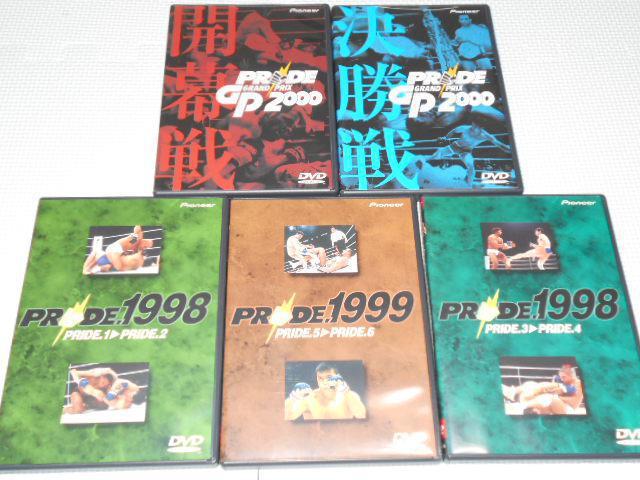 Pioneer
開幕戦
PRIDE
GRAND PRIX
GP 2000
DVD
Pioneer
決勝戦
PRIDE
GRAND PRIX
GP 2000
DVD
Pioneer
PRIDE.1998
PRIDE.1▶PRIDE.2
DVD
Pioneer
PRIDE.1999
PRIDE.5▶PRIDE.6
DVD
Pioneer
PRIDE.1998
PRIDE.3▶PRIDE.4
DVD